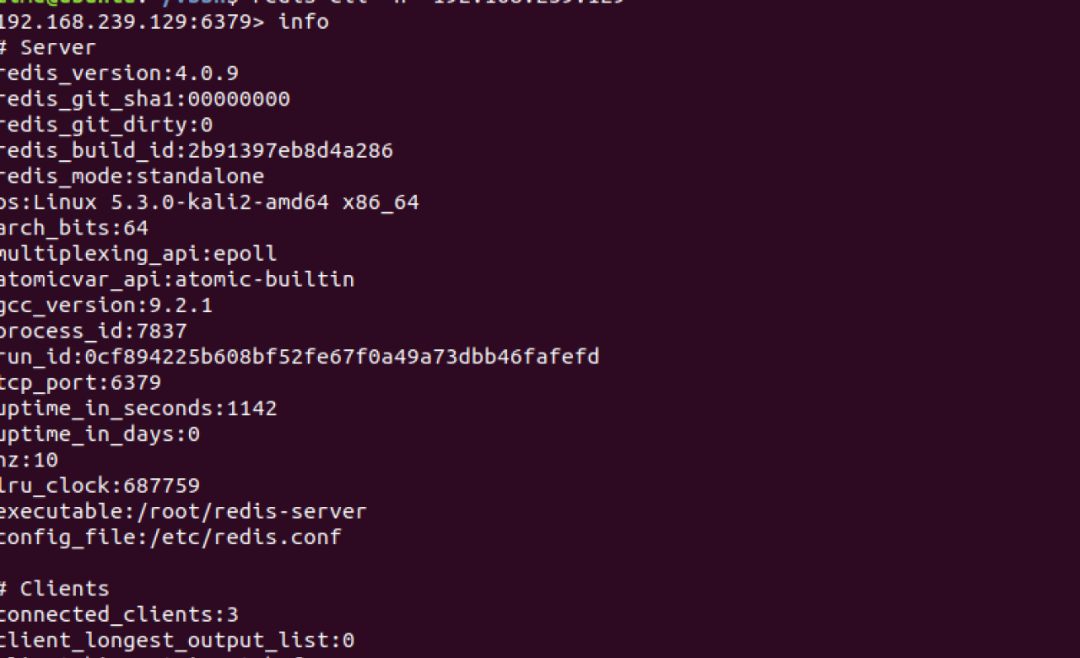 192.168.239.129:6379> info
# Server
redis_version:4.0.9
redis_git_sha1:00000000
redis_git_dirty:0
redis_build_id:2b91397eb8d4a286
redis_mode:standalone
os:Linux 5.3.0-kali2-amd64 x86_64
arch_bits:64
multiplexing_api:epoll
atomicvar_api:atomic-builtin
gcc_version:9.2.1
process_id:7837
run_id:0cf894225b608bf52fe67f0a49a73dbb46fafefd
tcp_port:6379
uptime_in_seconds:1142
uptime_in_days:0
hz:10
lru_clock:687759
executable:/root/redis-server
config_file:/etc/redis.conf
# Clients
connected_clients:3
client_longest_output_list:0